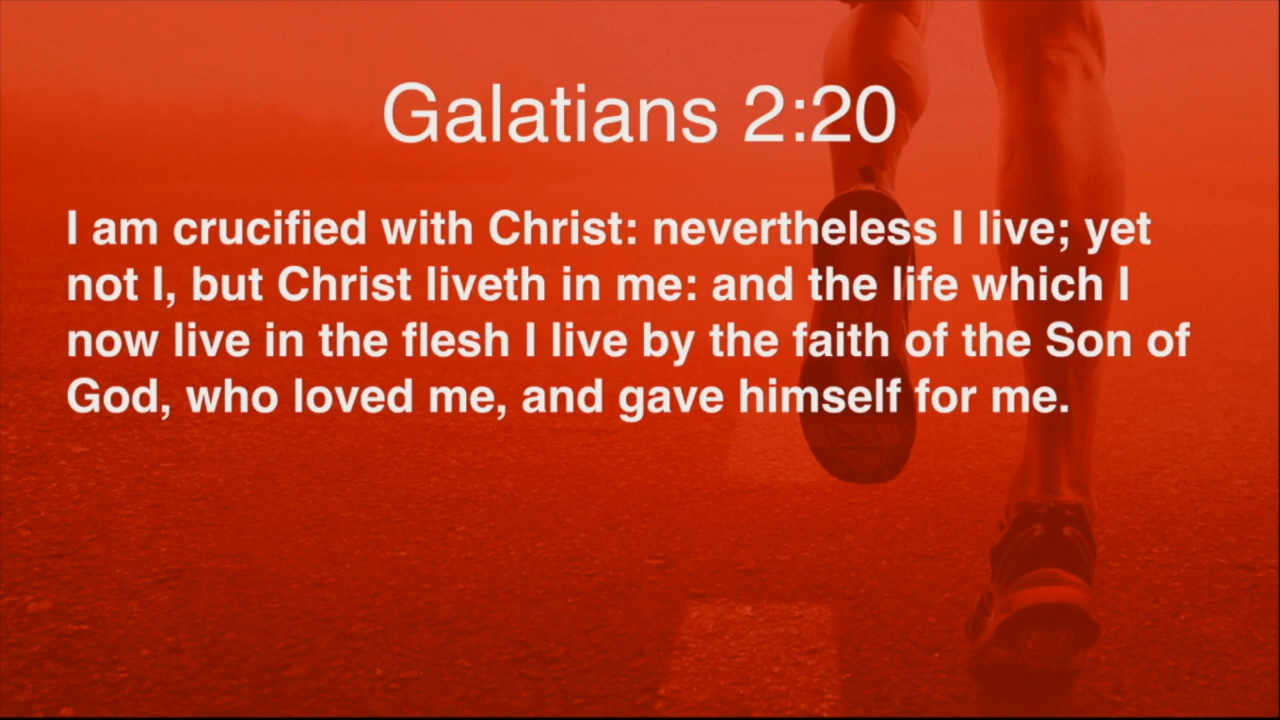 Galatians 2:20
I am crucified with Christ: nevertheless I live; yet
not I, but Christ liveth in me: and the life which I
now live in the flesh I live by the faith of the Son of
God, who loved me, and gave himself for me.